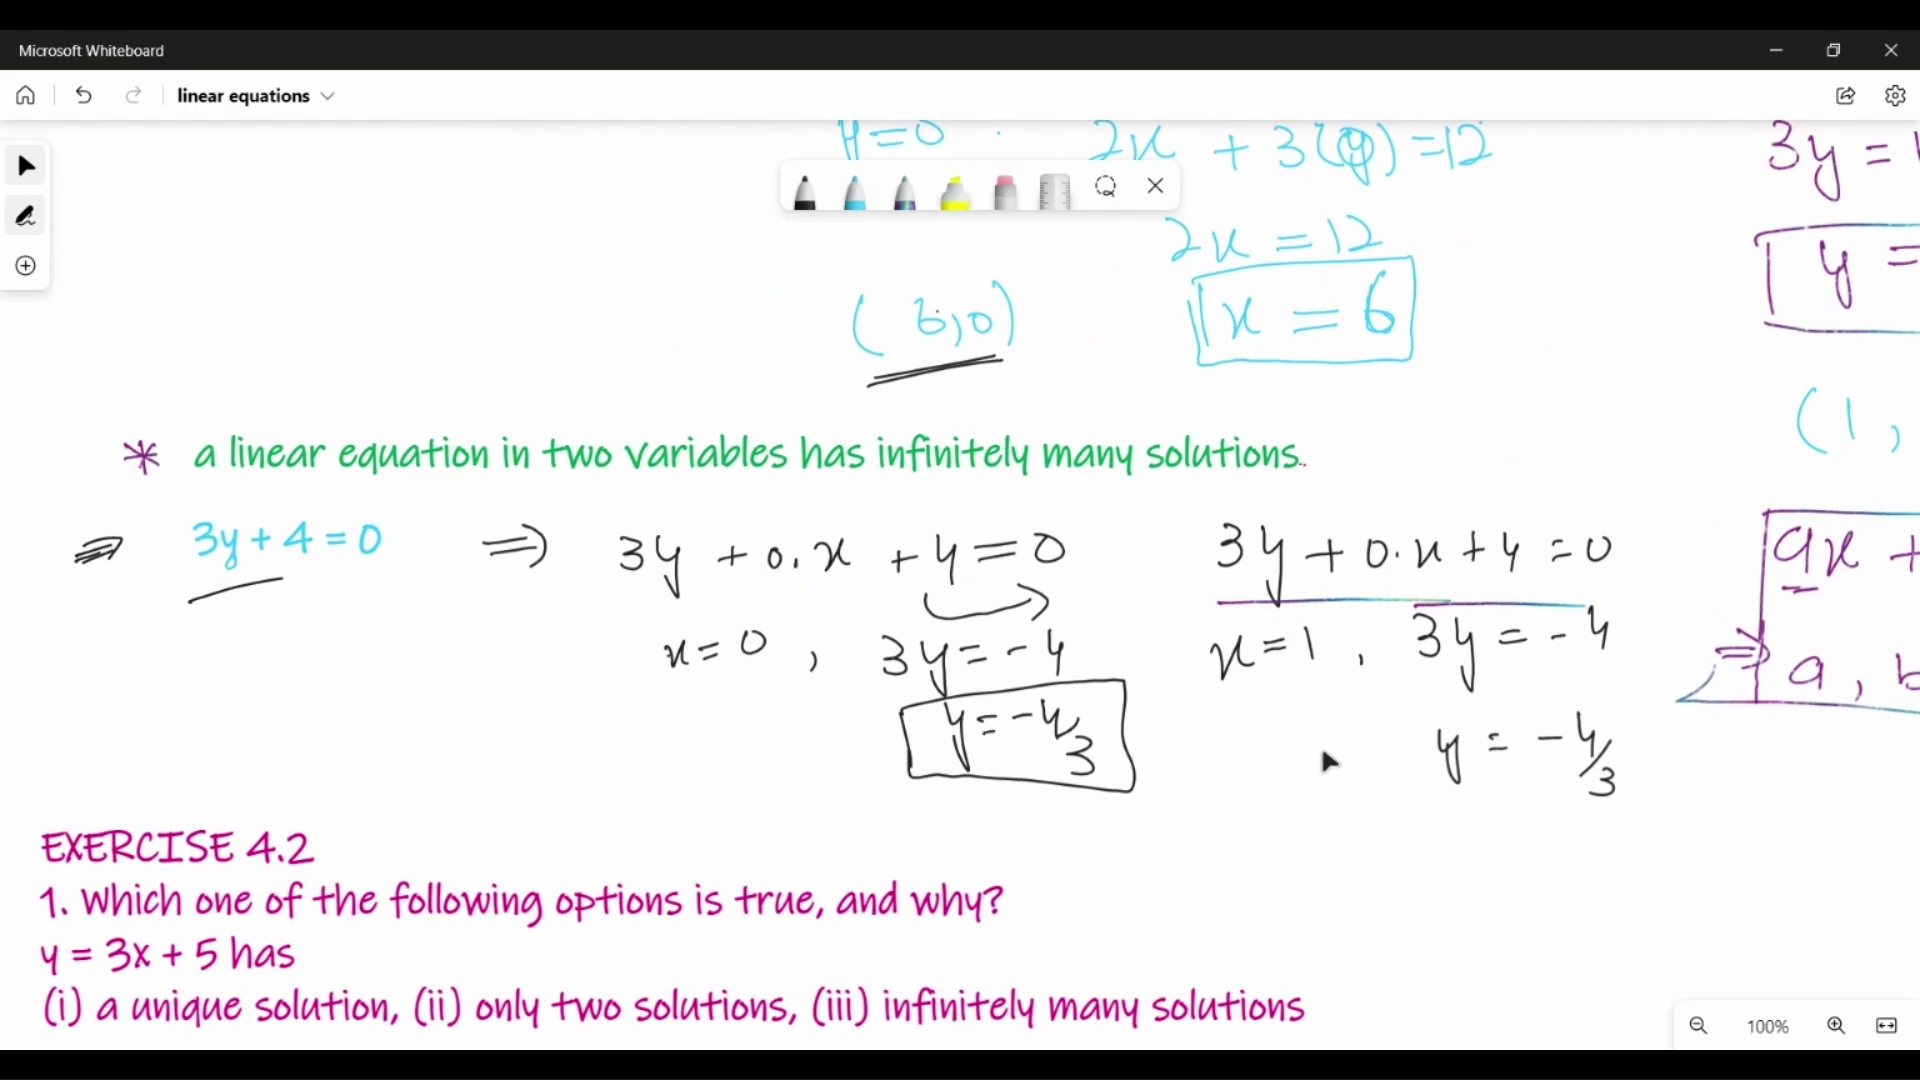 Microsoft Whiteboard
linear equations
y=0 . 2x + 3(y) =12
3y =
2x = 12
y =
(6,0)
x = 6
(1,
* a linear equation in two variables has infinitely many solutions..
⇒ 3y + 4 = 0 ⇒ 3y + 0.x + 4 = 0
3y + 0.x + 4 = 0
ax +
x = 0 , 3y = -4
x = 1 , 3y = -4
⇒ a, b
y = -4/3
y = -4/3
EXERCISE 4.2
1. Which one of the following options is true, and why?
y = 3x + 5 has
(i) a unique solution, (ii) only two solutions, (iii) infinitely many solutions
100%